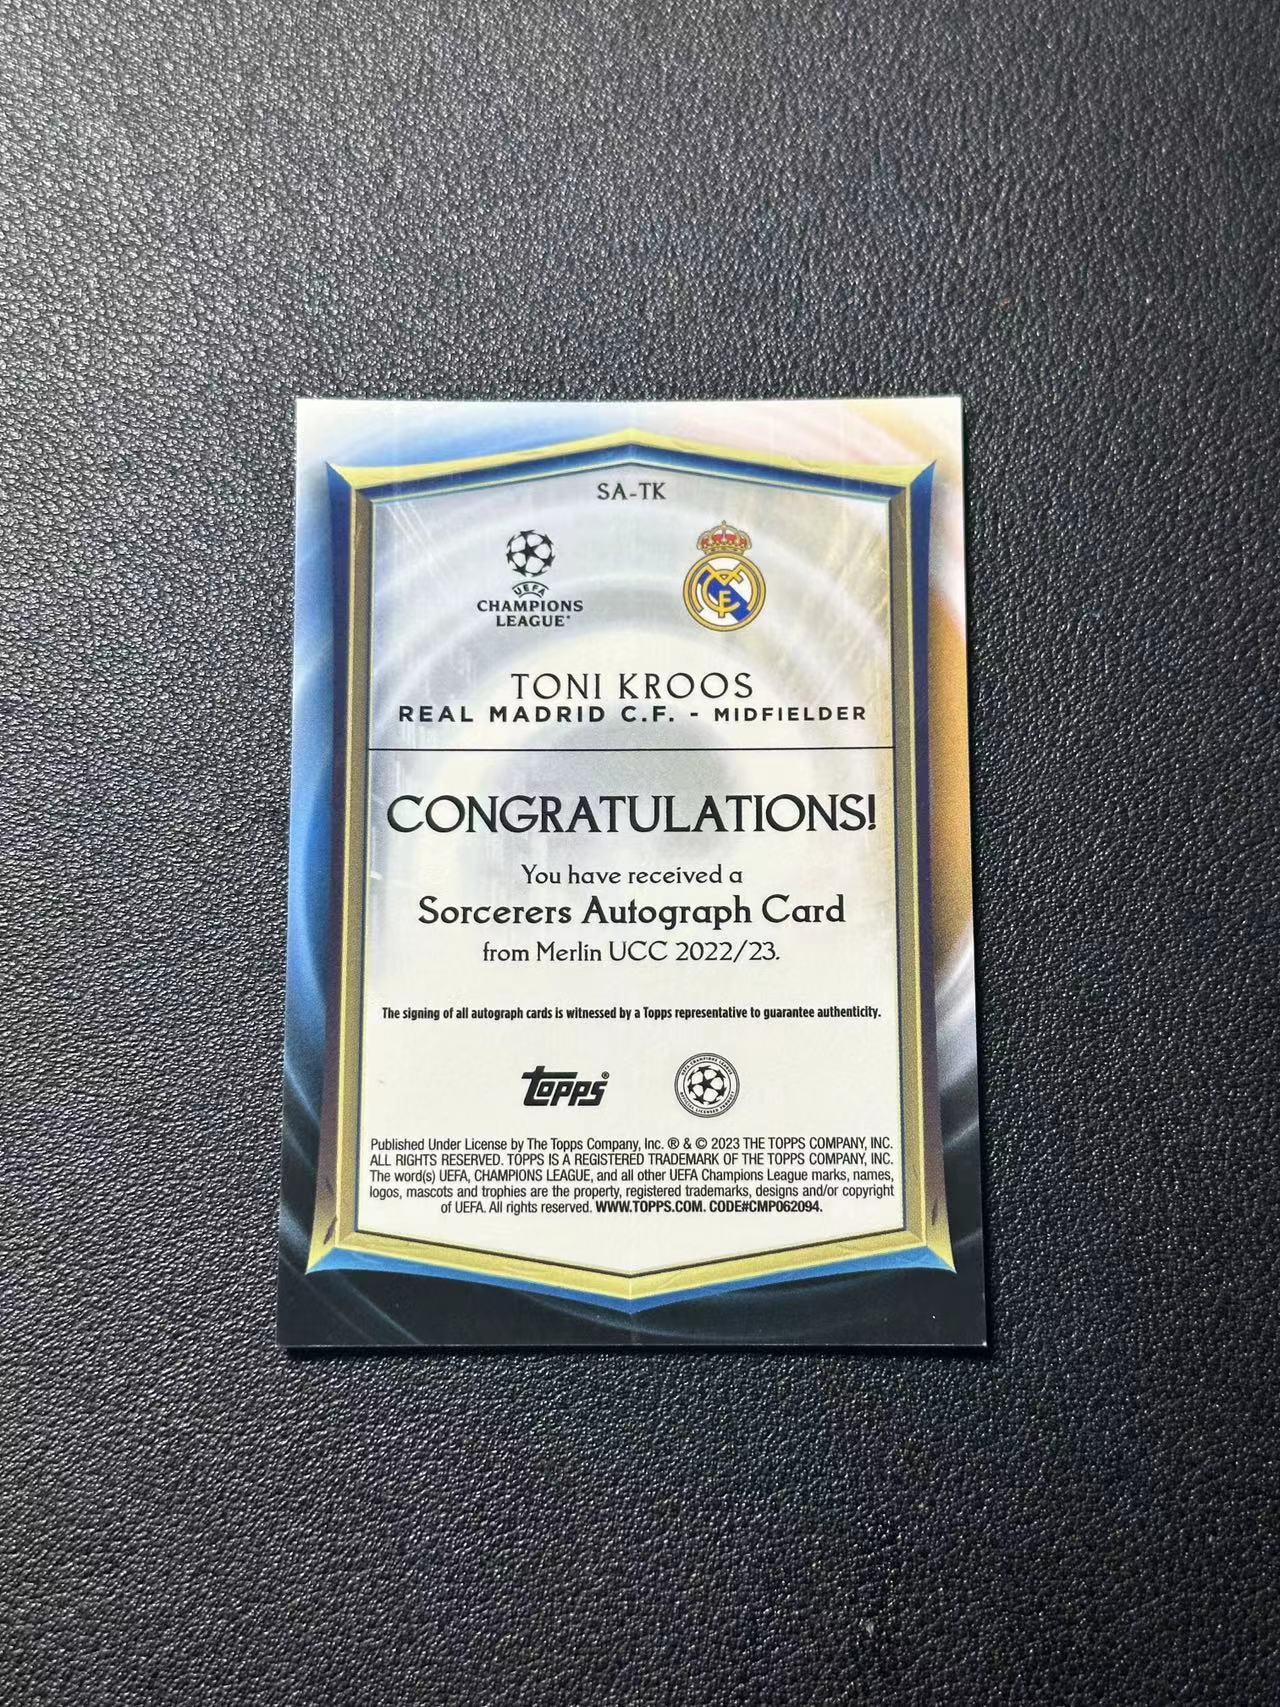 SA-TK
UEFA
CHAMPIONS
LEAGUE
TONI KROOS
REAL MADRID C.F. - MIDFIELDER
CONGRATULATIONS!
You have received a
Sorcerers Autograph Card
from Merlin UCC 2022/23.
The signing of all autograph cards is witnessed by a Topps representative to guarantee authenticity.
topps®
Published Under License by The Topps Company, Inc. ® & © 2023 THE TOPPS COMPANY, INC.
ALL RIGHTS RESERVED. TOPPS IS A REGISTERED TRADEMARK OF THE TOPPS COMPANY, INC.
The word(s) UEFA, CHAMPIONS LEAGUE, and all other UEFA Champions League marks, names,
logos, mascots and trophies are the property, registered trademarks, designs and/or copyright
of UEFA. All rights reserved. WWW.TOPPS.COM. CODE#CMP062094.